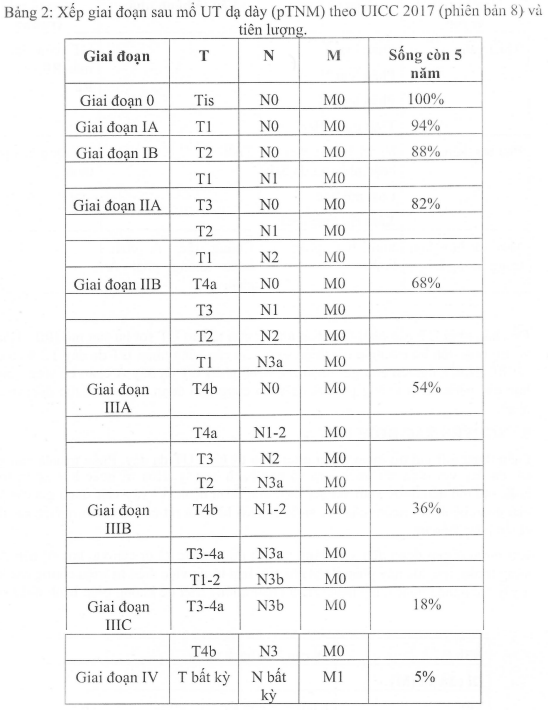 Bảng 2: Xếp giai đoạn sau mổ UT dạ dày (pTNM) theo UICC 2017 (phiên bản 8) và
tiên lượng.
Giai đoạn T N M Sống còn 5
năm
Giai đoạn 0 Tis N0 M0 100%
Giai đoạn IA T1 N0 M0 94%
Giai đoạn IB T2 N0 M0 88%
T1 N1 M0
Giai đoạn IIA T3 N0 M0 82%
T2 N1 M0
T1 N2 M0
Giai đoạn IIB T4a N0 M0 68%
T3 N1 M0
T2 N2 M0
T1 N3a M0
Giai đoạn T4b N0 M0 54%
IIIA
T4a N1-2 M0
T3 N2 M0
T2 N3a M0
Giai đoạn T4b N1-2 M0 36%
IIIB
T3-4a N3a M0
T1-2 N3b M0
Giai đoạn T3-4a N3b M0 18%
IIIC
T4b N3 M0
Giai đoạn IV T bất kỳ N bất M1 5%
kỳ